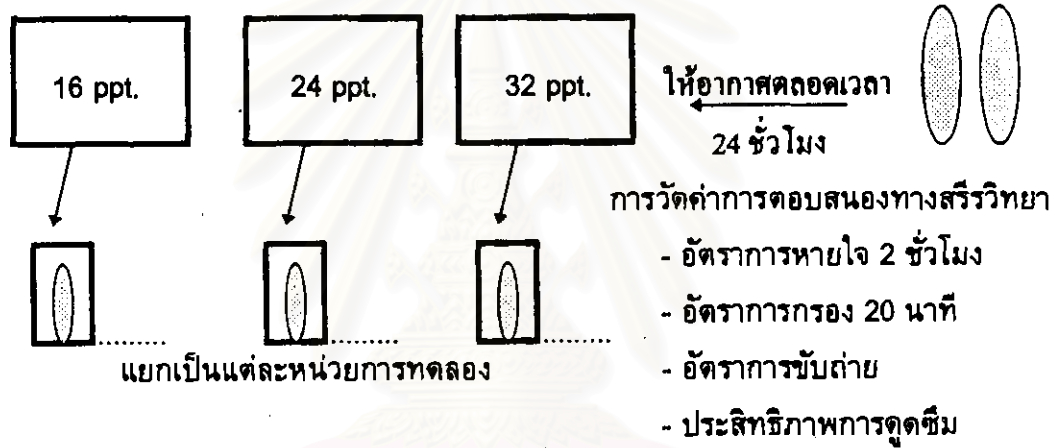 16 ppt.
24 ppt.
32 ppt.
ให้อากาศตลอดเวลา
24 ชั่วโมง
การวัดค่าการตอบสนองทางสรีรวิทยา
- อัตราการหายใจ 2 ชั่วโมง
- อัตราการกรอง 20 นาที
- อัตราการขับถ่าย
- ประสิทธิภาพการดูดซึม
แยกเป็นแต่ละหน่วยการทดลอง